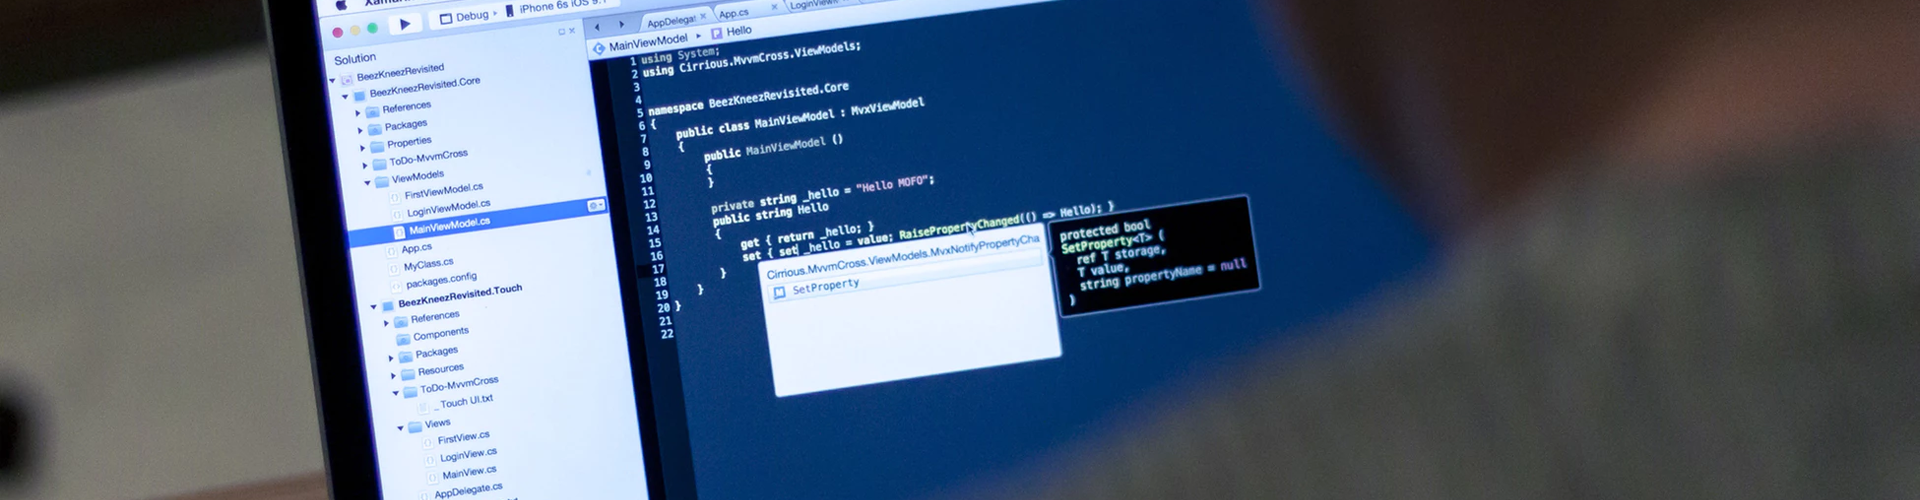 Debug
iPhone 6s iOS 9.1
Solution
BeezKneezRevisited
BeezKneezRevisited.Core
References
Packages
Properties
ToDo-MvvmCross
ViewModels
FirstViewModel.cs
LoginViewModel.cs
MainViewModel.cs
App.cs
MyClass.cs
packages.config
BeezKneezRevisited.Touch
References
Components
Packages
Resources
ToDo-MvvmCross
_Touch UI.txt
Views
FirstView.cs
LoginView.cs
MainView.cs
AppDelegate.cs
AppDelegat
App.cs
LoginView
MainViewModel
Hello
1 using System;
2 using Cirrious.MvvmCross.ViewModels;
3
4
5 namespace BeezKneezRevisited.Core
6 {
7 public class MainViewModel : MvxViewModel
8 {
9 public MainViewModel ()
10 {
11 }
12
13 private string _hello = "Hello MOFO";
14 public string Hello
15 {
16 get { return _hello; }
17 set { set _hello = value; RaisePropertyChanged(() => Hello); }
18 }
19 }
20 }
21
22
Cirrious.MvvmCross.ViewModels.MvxNotifyPropertyCha
SetProperty
protected bool
SetProperty<T> (
ref T storage,
T value,
string propertyName = null
)